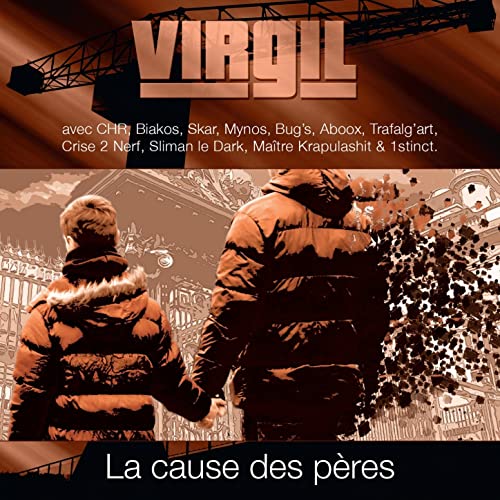 VIRgIL
avec CHR, Biakos, Skar, Mynos, Bug's, Aboox, Trafalg'art,
Crise 2 Nerf, Sliman le Dark, Maître Krapulashit & 1stinct.
La cause des pères